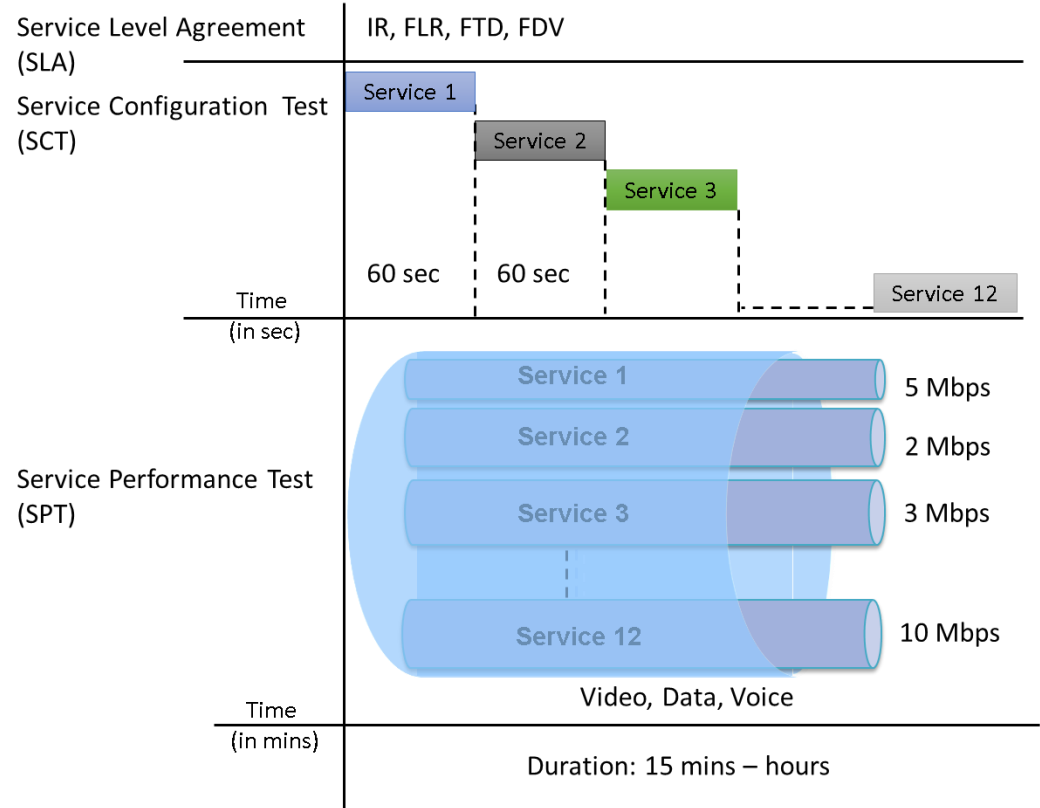 Service Level Agreement
(SLA)
IR, FLR, FTD, FDV
Service Configuration Test
(SCT)
Service 1
Service 2
Service 3
60 sec
60 sec
Service 12
Time
(in sec)
Service Performance Test
(SPT)
Service 1
5 Mbps
Service 2
2 Mbps
Service 3
3 Mbps
Service 12
10 Mbps
Video, Data, Voice
Time
(in mins)
Duration: 15 mins – hours